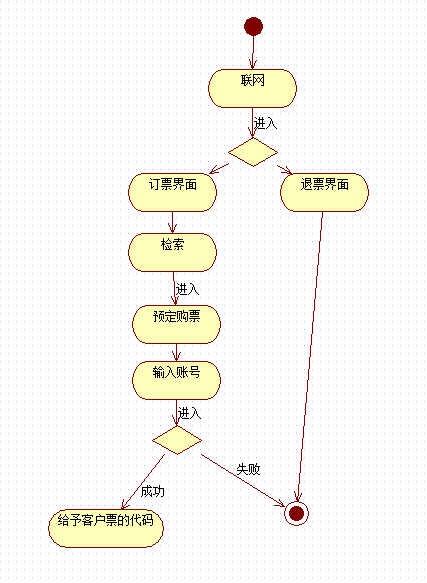 联网
进入
订票界面
退票界面
检索
进入
预定购票
输入账号
进入
失败
成功
给予客户票的代码